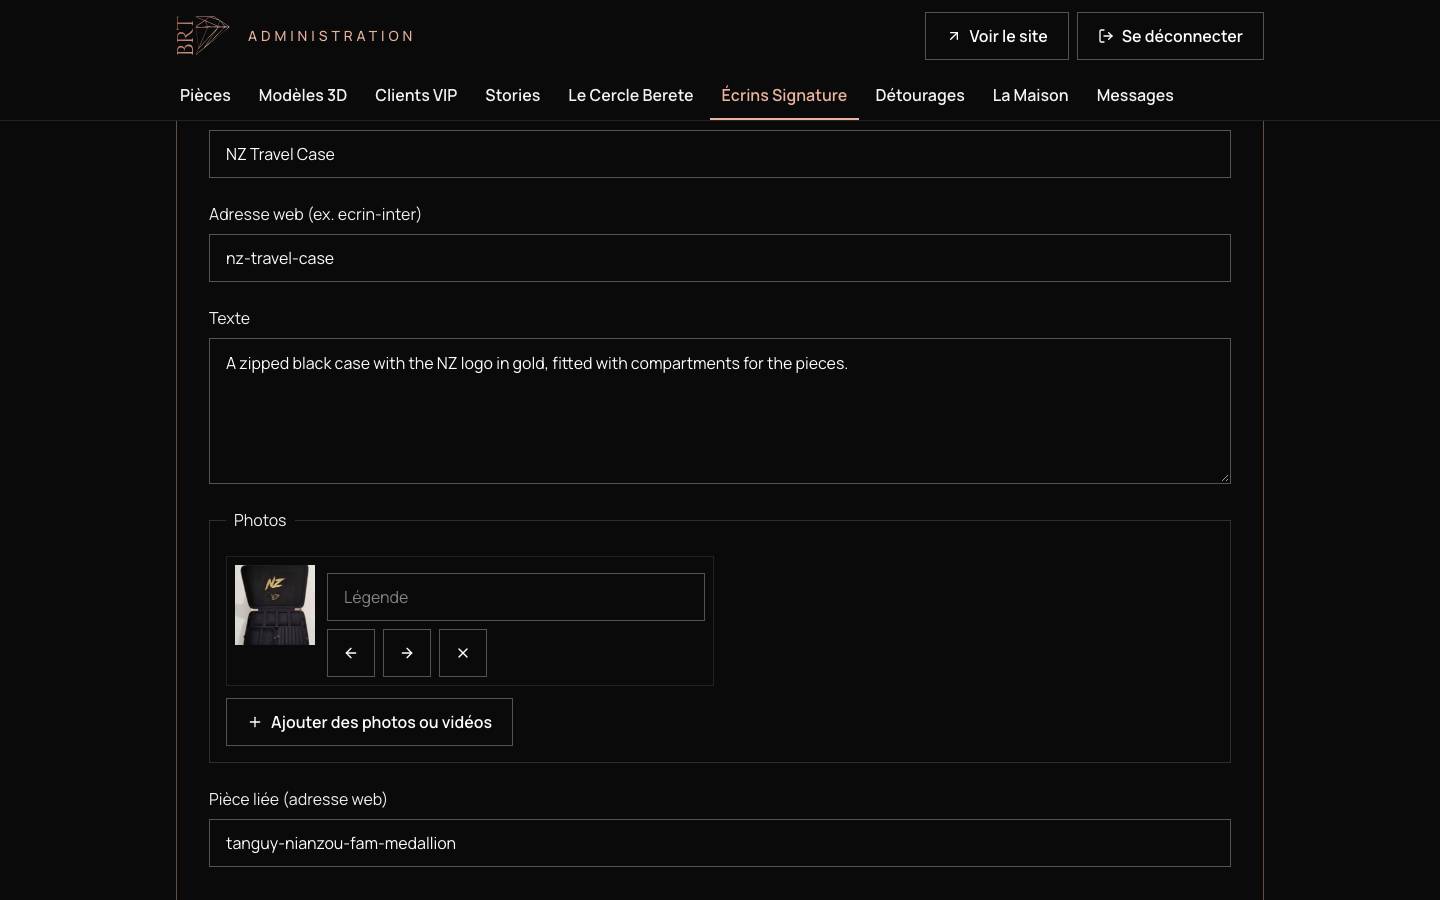 BRT
ADMINISTRATION
Voir le site
Se déconnecter
Pièces
Modèles 3D
Clients VIP
Stories
Le Cercle Berete
Écrins Signature
Détourages
La Maison
Messages
NZ Travel Case
Adresse web (ex. ecrin-inter)
nz-travel-case
Texte
A zipped black case with the NZ logo in gold, fitted with compartments for the pieces.
Photos
NZ
Légende
Ajouter des photos ou vidéos
Pièce liée (adresse web)
tanguy-nianzou-fam-medallion